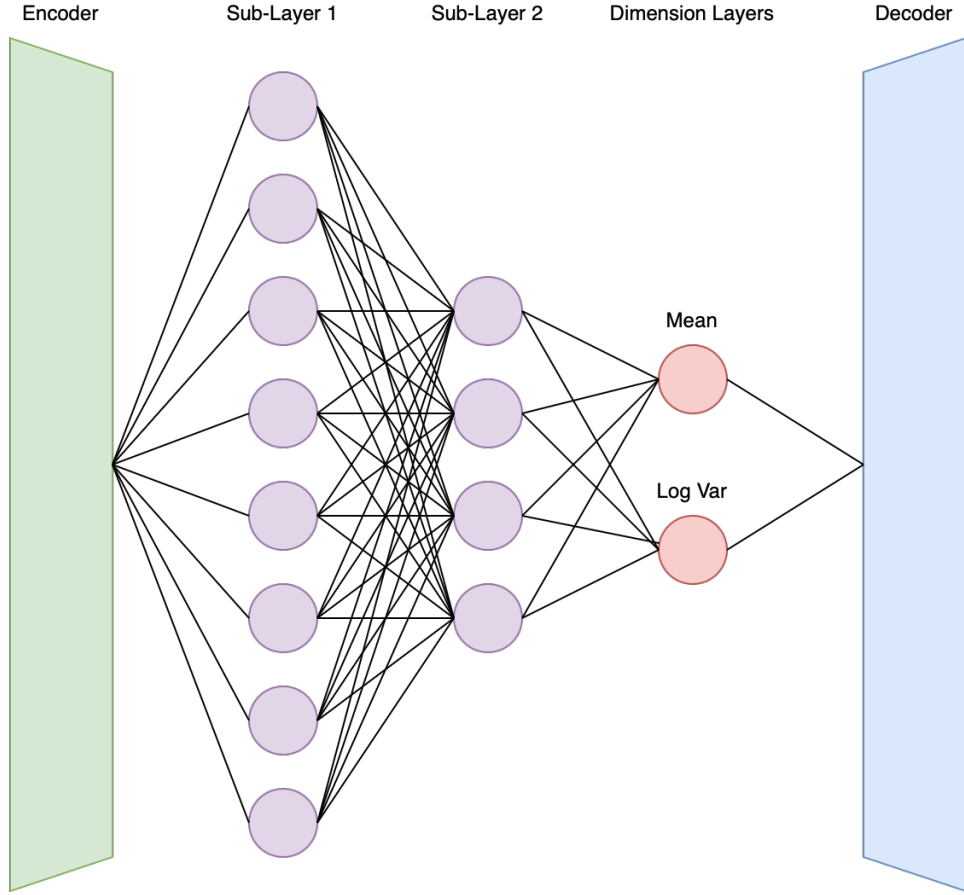 Encoder
Sub-Layer 1
Sub-Layer 2
Dimension Layers
Decoder
Mean
Log Var